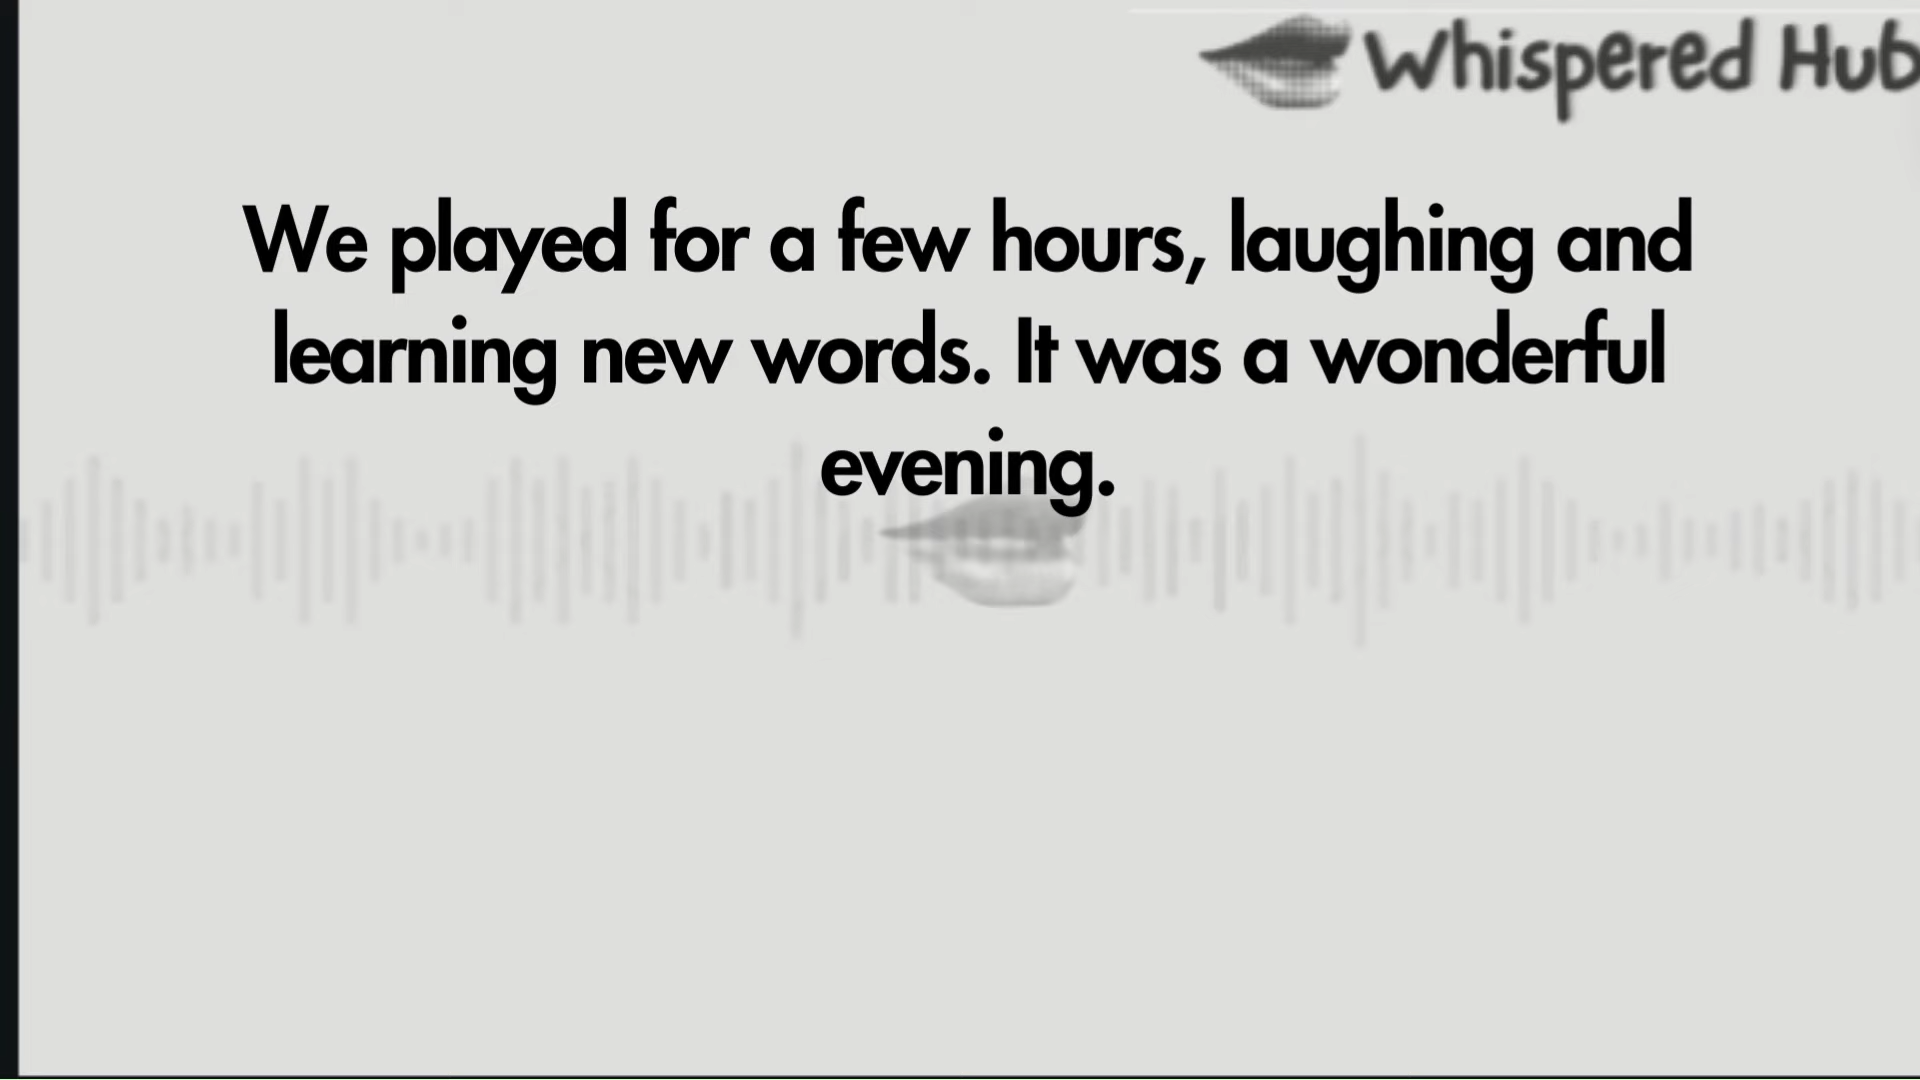 Whispered Hub
We played for a few hours, laughing and
learning new words. It was a wonderful
evening.